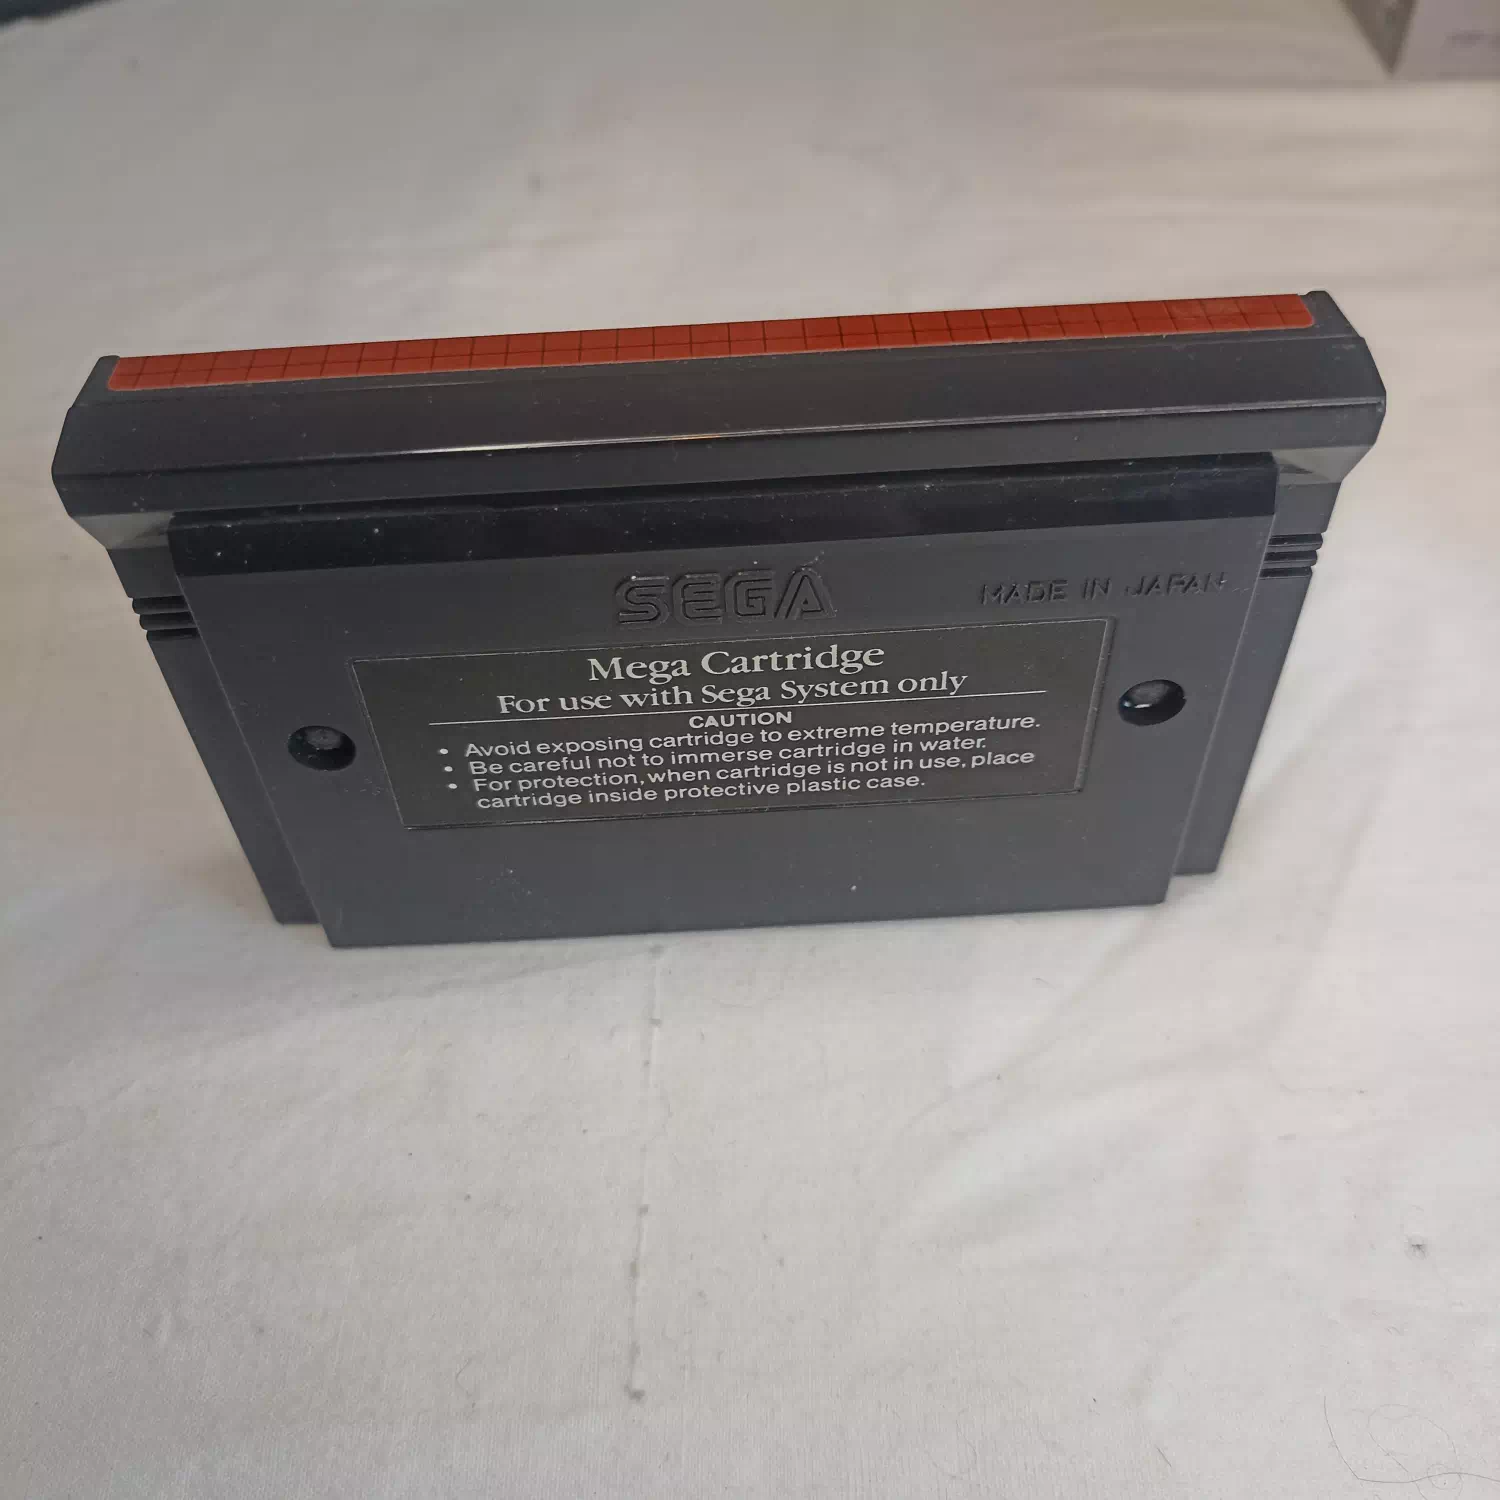 SEGA
MADE IN JAPAN
Mega Cartridge
For use with Sega System only
CAUTION
• Avoid exposing cartridge to extreme temperature.
• Be careful not to immerse cartridge in water.
• For protection, when cartridge is not in use, place
cartridge inside protective plastic case.